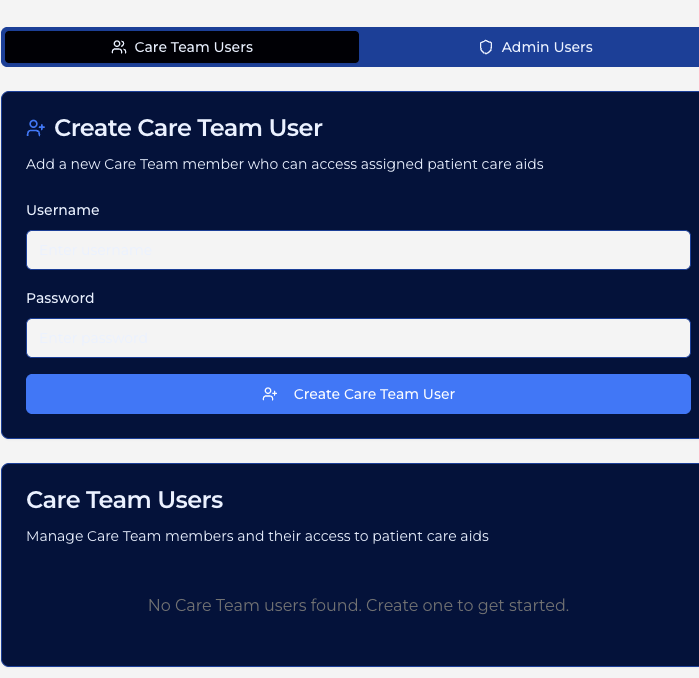 Care Team Users
Admin Users
Create Care Team User
Add a new Care Team member who can access assigned patient care aids
Username
Password
Create Care Team User
Care Team Users
Manage Care Team members and their access to patient care aids
No Care Team users found. Create one to get started.